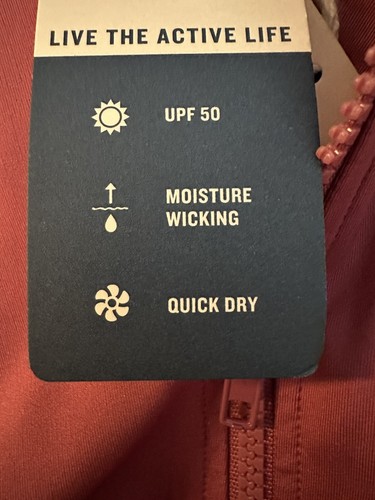 LIVE THE ACTIVE LIFE
UPF 50
MOISTURE
WICKING
QUICK DRY